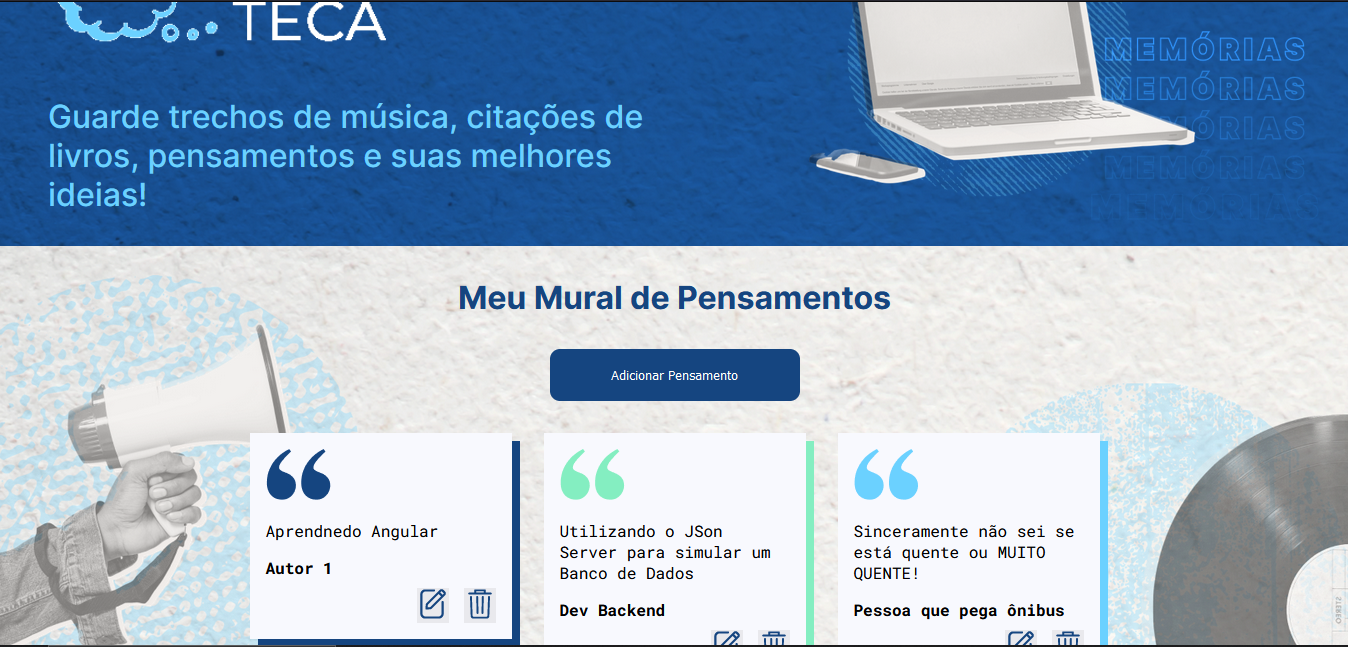 TECA
MEMÓRIAS
MEMÓRIAS
MEMÓRIAS
MEMÓRIAS
Guarde trechos de música, citações de
livros, pensamentos e suas melhores
ideias!
Meu Mural de Pensamentos
Adicionar Pensamento
Aprendnedo Angular
Autor 1
Utilizando o JSon
Server para simular um
Banco de Dados
Dev Backend
Sinceramente não sei se
está quente ou MUITO
QUENTE!
Pessoa que pega ônibus
STEREO